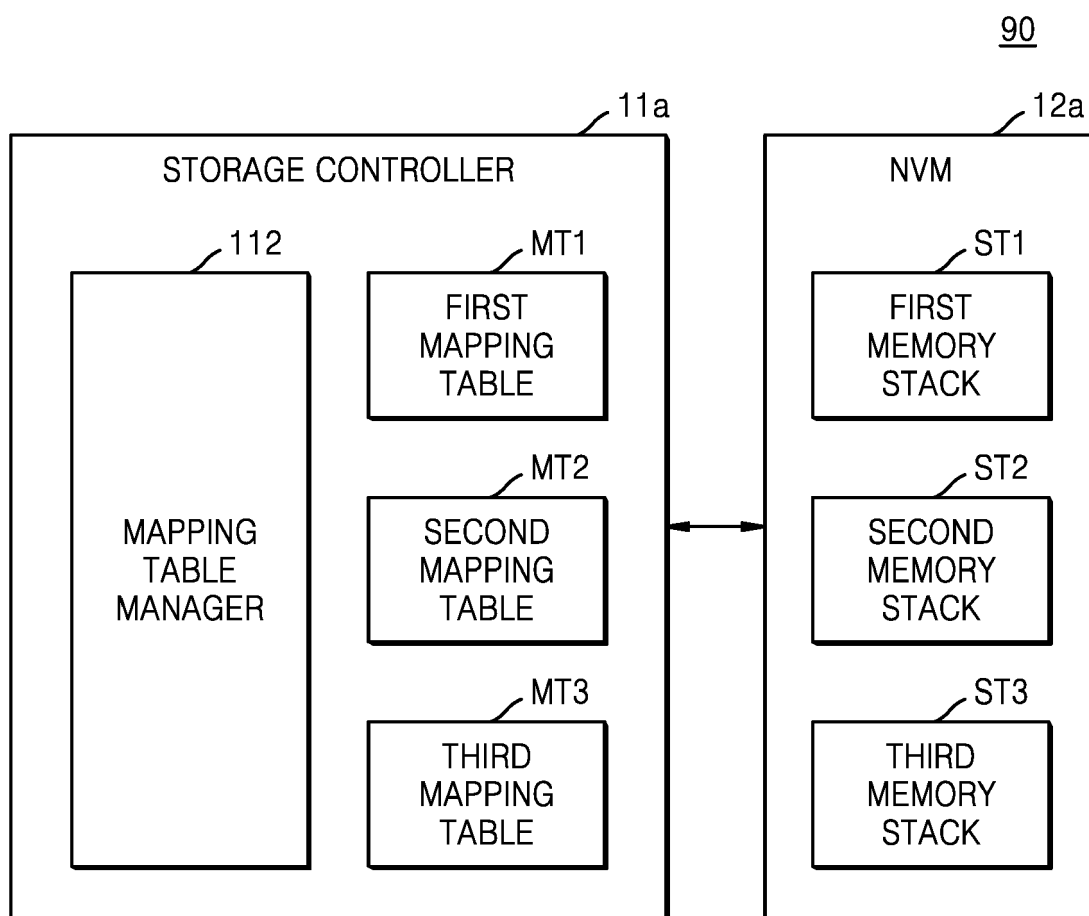 90
11a
12a
STORAGE CONTROLLER
NVM
112
MT1
ST1
FIRST
MAPPING
TABLE
FIRST
MEMORY
STACK
MT2
ST2
MAPPING
TABLE
MANAGER
SECOND
MAPPING
TABLE
SECOND
MEMORY
STACK
MT3
ST3
THIRD
MAPPING
TABLE
THIRD
MEMORY
STACK